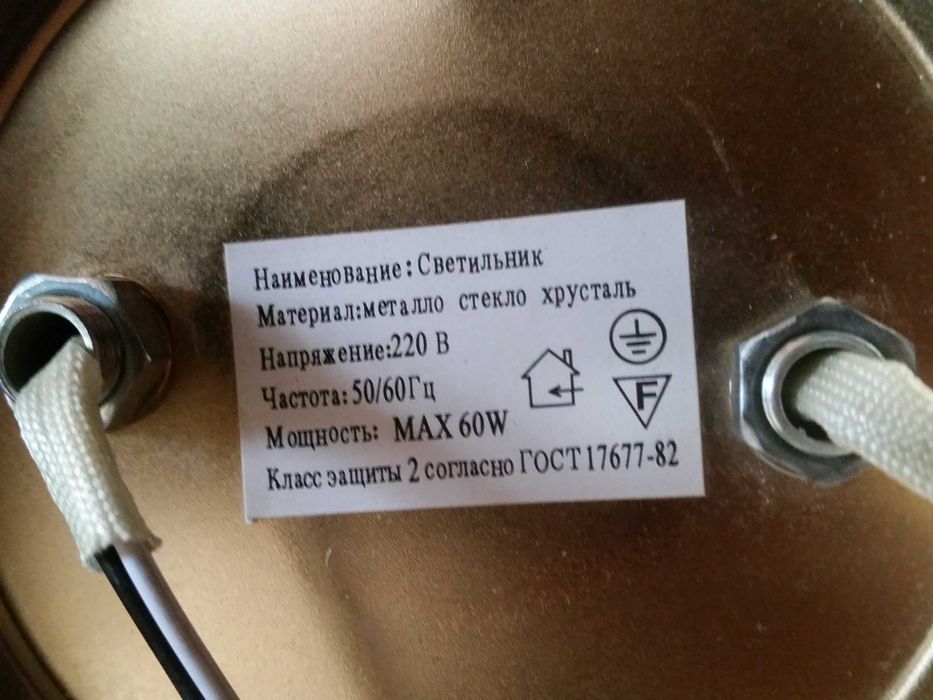 Наименование: Светильник
Материал:металло стекло хрусталь
Напряжение:220 В
Частота: 50/60Гц
Мощность: MAX 60W
F
Класс защиты 2 согласно ГОСТ 17677-82